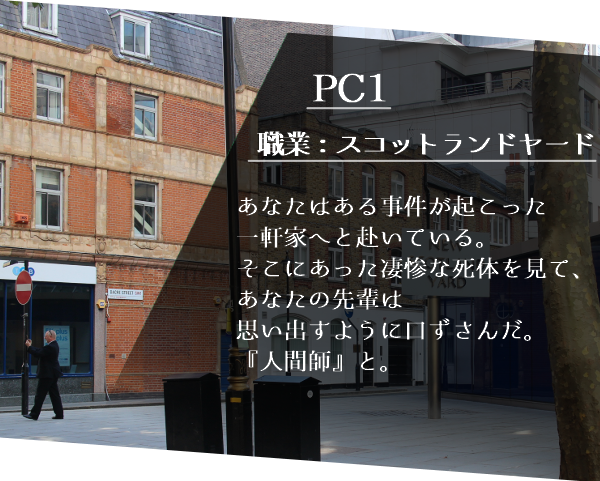 PC1
職業：スコットランドヤード
あなたはある事件が起こった
一軒家へと赴いている。
そこにあった凄惨な死体を見て、
あなたの先輩は
思い出すように口ずさんだ。
『人間師』と。
YARD